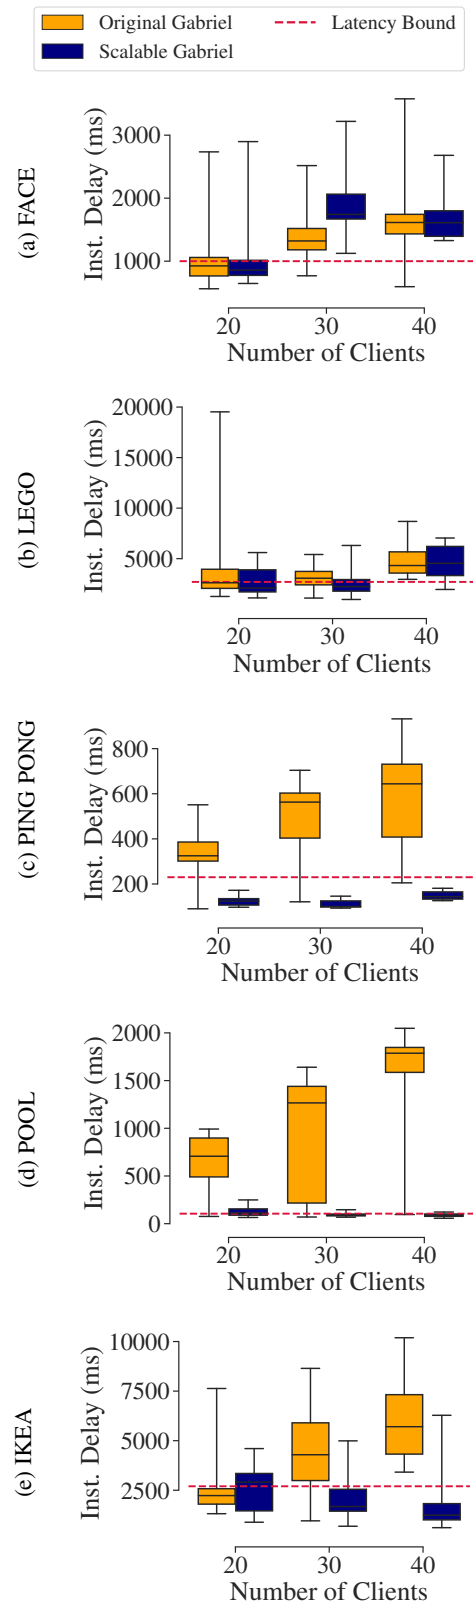 Original Gabriel
Scalable Gabriel
Latency Bound
(a) FACE
Inst. Delay (ms)
3000
2000
1000
20 30 40
Number of Clients
(b) LEGO
Inst. Delay (ms)
20000
15000
10000
5000
20 30 40
Number of Clients
(c) PING PONG
Inst. Delay (ms)
800
600
400
200
20 30 40
Number of Clients
(d) POOL
Inst. Delay (ms)
2000
1500
1000
500
0
20 30 40
Number of Clients
(e) IKEA
Inst. Delay (ms)
10000
7500
5000
2500
20 30 40
Number of Clients